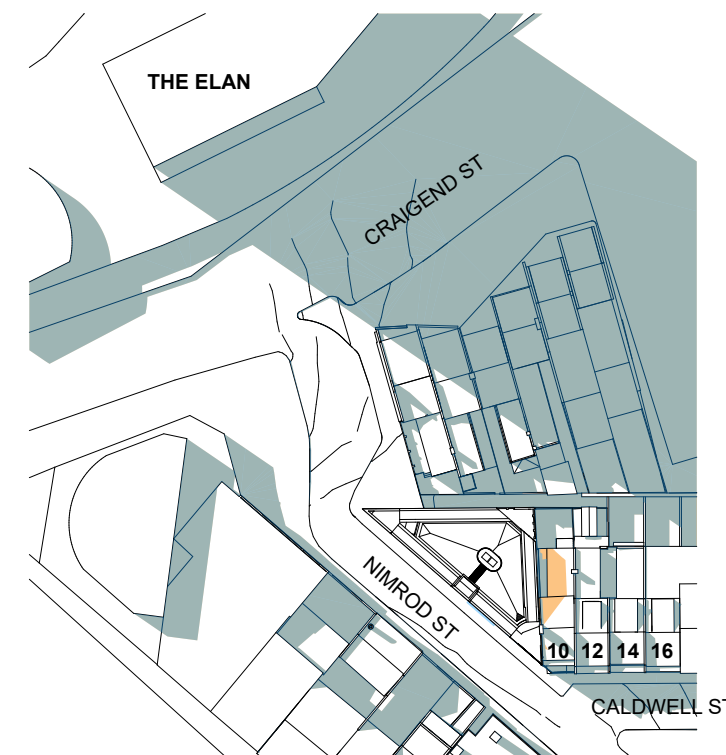 THE ELAN
CRAIGEND ST
NIMROD ST
10 12 14 16
CALDWELL ST